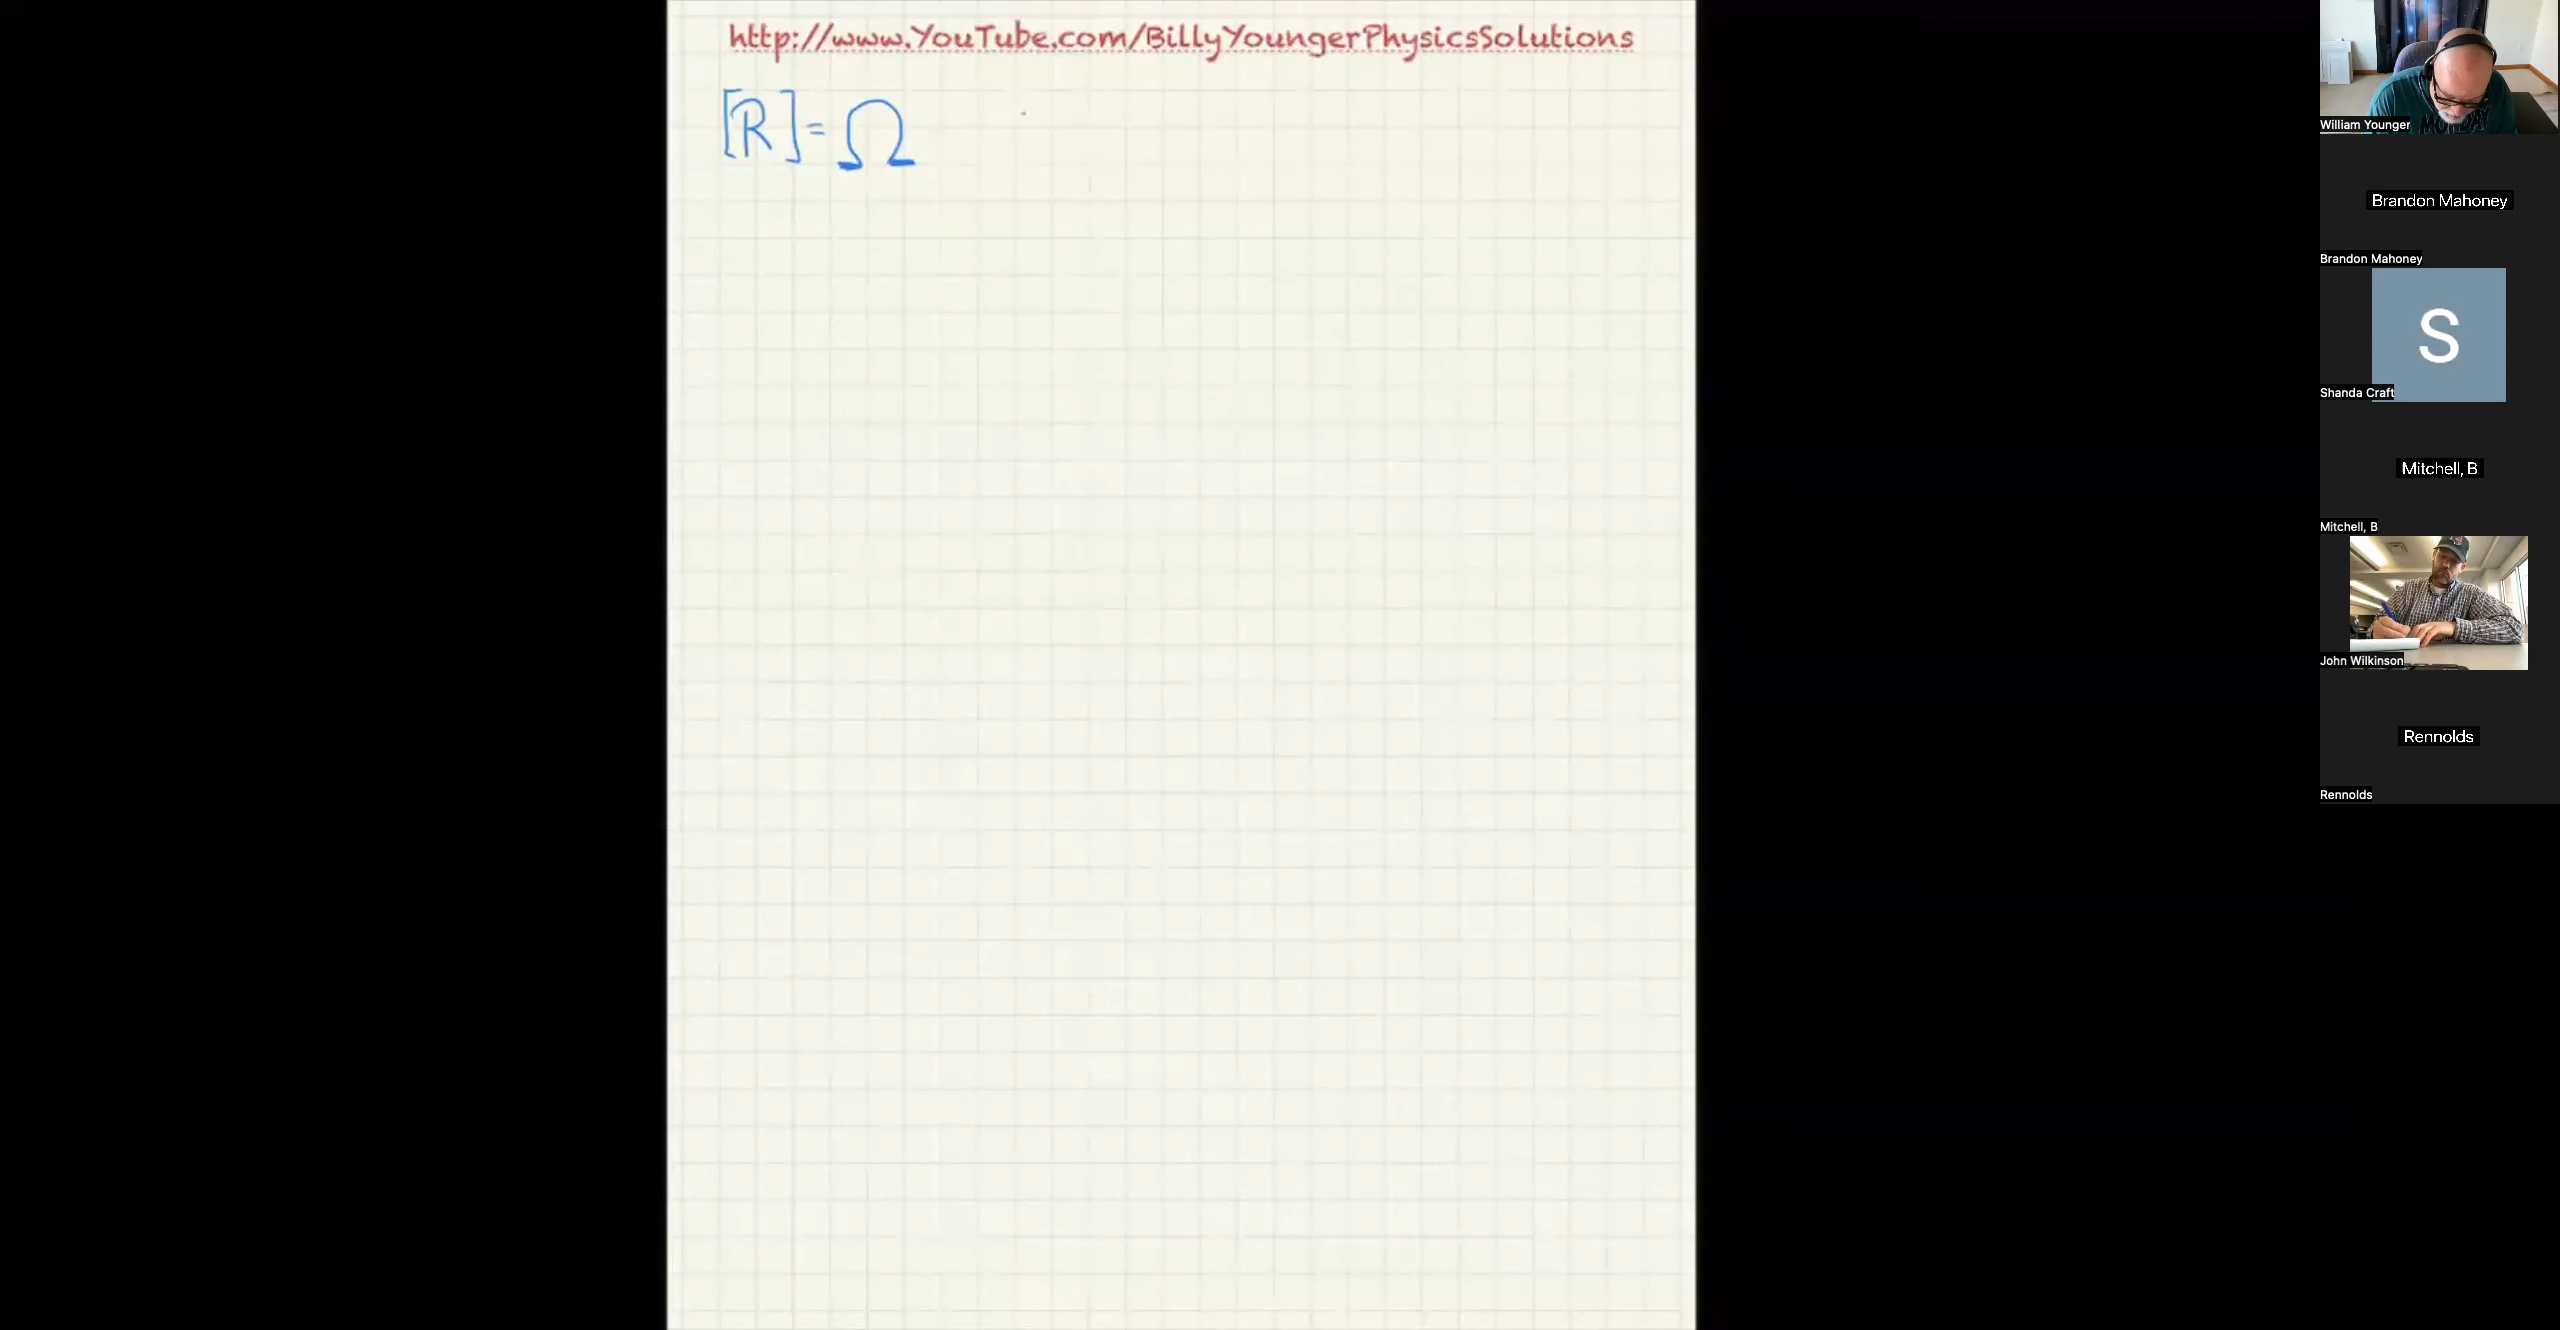 http://www.YouTube.com/BillyYoungerPhysicsSolutions
[R]=Ω
William Younger
Brandon Mahoney
Brandon Mahoney
S
Shanda Craft
Mitchell, B
Mitchell, B
John Wilkinson
Rennolds
Rennolds